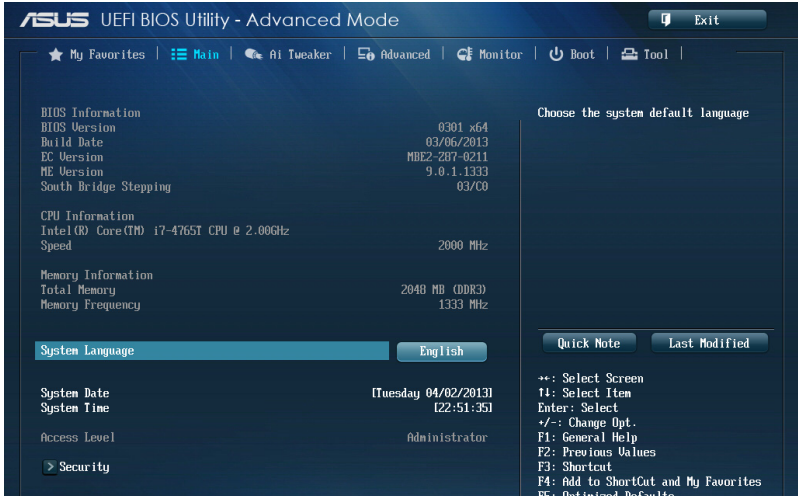 ASUS UEFI BIOS Utility - Advanced Mode
Exit
My Favorites
Main
Ai Tweaker
Advanced
Monitor
Boot
Tool
BIOS Information
BIOS Version 0301 x64
Build Date 03/06/2013
EC Version MBE2-Z87-0211
ME Version 9.0.1.1333
South Bridge Stepping 03/C0
CPU Information
Intel(R) Core(TM) i7-4765T CPU @ 2.00GHz
Speed 2000 MHz
Memory Information
Total Memory 2048 MB (DDR3)
Memory Frequency 1333 MHz
System Language English
System Date [Tuesday 04/02/2013]
System Time [22:51:35]
Access Level Administrator
> Security
Choose the system default language
Quick Note
Last Modified
→←: Select Screen
↑↓: Select Item
Enter: Select
+/-: Change Opt.
F1: General Help
F2: Previous Values
F3: Shortcut
F4: Add to ShortCut and My Favorites
F5: Optimized Defaults